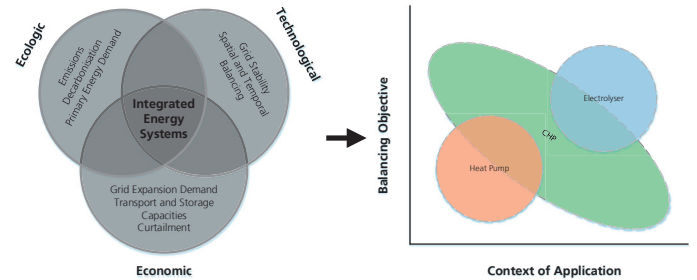 Ecologic
Technological
Emissions
Decarbonisation
Primary Energy Demand
Grid Stability
Spatial and Temporal
Balancing
Integrated
Energy
Systems
Grid Expansion Demand
Transport and Storage
Capacities
Curtailment
Economic
Balancing Objective
Electrolyser
CHP
Heat Pump
Context of Application